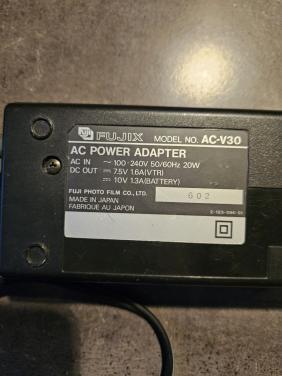 FUJI FUJIX MODEL NO. AC-V30
AC POWER ADAPTER
AC IN ~ 100-240V 50/60Hz 20W
DC OUT ⎓ 7.5V 1.6A(VTR)
⎓ 10V 1.3A(BATTERY)
FUJI PHOTO FILM CO., LTD.
602
MADE IN JAPAN
FABRIQUE AU JAPON